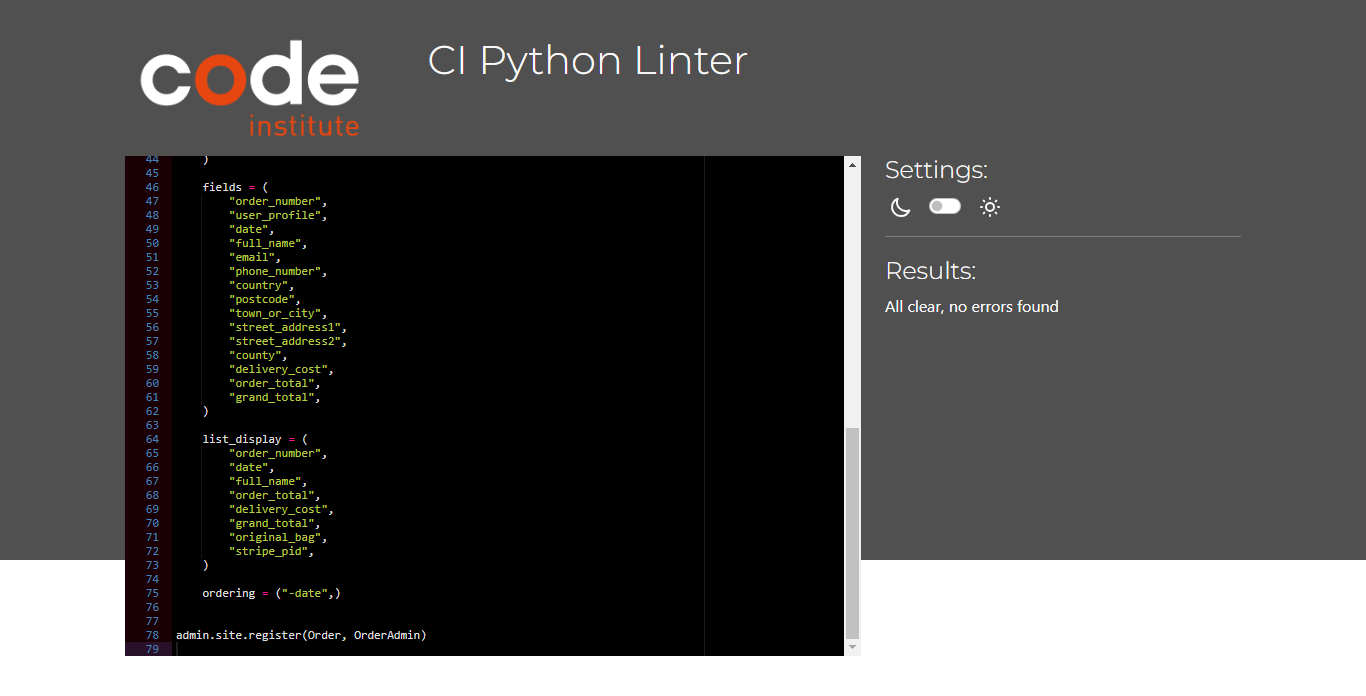 code
institute
CI Python Linter
44 )
45
46 fields = (
47 "order_number",
48 "user_profile",
49 "date",
50 "full_name",
51 "email",
52 "phone_number",
53 "country",
54 "postcode",
55 "town_or_city",
56 "street_address1",
57 "street_address2",
58 "county",
59 "delivery_cost",
60 "order_total",
61 "grand_total",
62 )
63
64 list_display = (
65 "order_number",
66 "date",
67 "full_name",
68 "order_total",
69 "delivery_cost",
70 "grand_total",
71 "original_bag",
72 "stripe_pid",
73 )
74
75 ordering = ("-date",)
76
77
78 admin.site.register(Order, OrderAdmin)
79
Settings:
Results:
All clear, no errors found